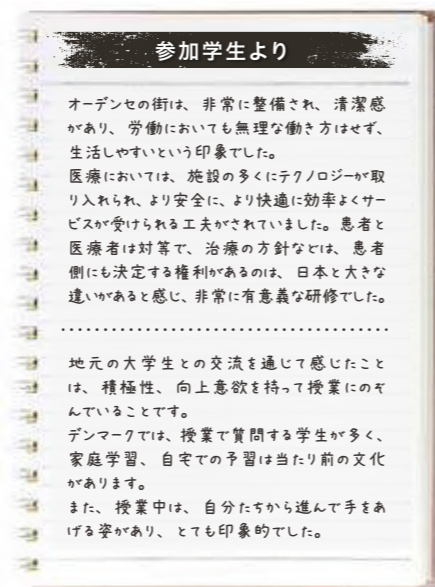 参加学生より
オーデンセの街は、非常に整備され、清潔感
があり、労働においても無理な働き方はせず、
生活しやすいという印象でした。
医療においては、施設の多くにテクノロジーが取
り入れられ、より安全に、より快適に効率よくサー
ビスが受けられる工夫がされていました。患者と
医療者は対等で、治療の方針などは、患者
側にも決定する権利があるのは、日本と大きな
違いがあると感じ、非常に有意義な研修でした。
地元の大学生との交流を通じて感じたこと
は、積極性、向上意欲を持って授業にのぞ
んでいることです。
デンマークでは、授業で質問する学生が多く、
家庭学習、自宅での予習は当たり前の文化
があります。
また、授業中は、自分たちから進んで手をあ
げる姿があり、とても印象的でした。